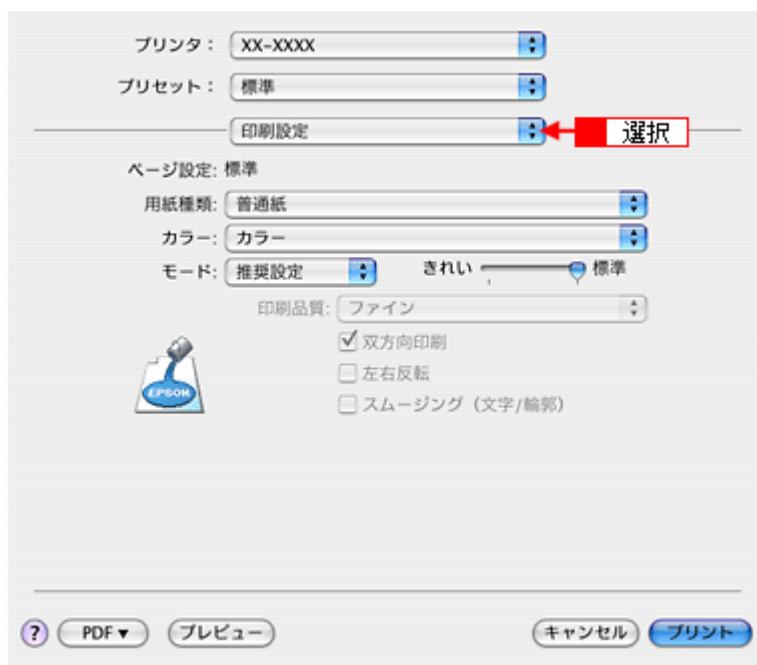 プリンタ： XX-XXXX
プリセット： 標準
印刷設定 選択
ページ設定: 標準
用紙種類: 普通紙
カラー: カラー
モード: 推奨設定 きれい 標準
印刷品質: ファイン
双方向印刷
左右反転
スムージング（文字/輪郭）
EPSON
? PDF▼ プレビュー キャンセル プリント